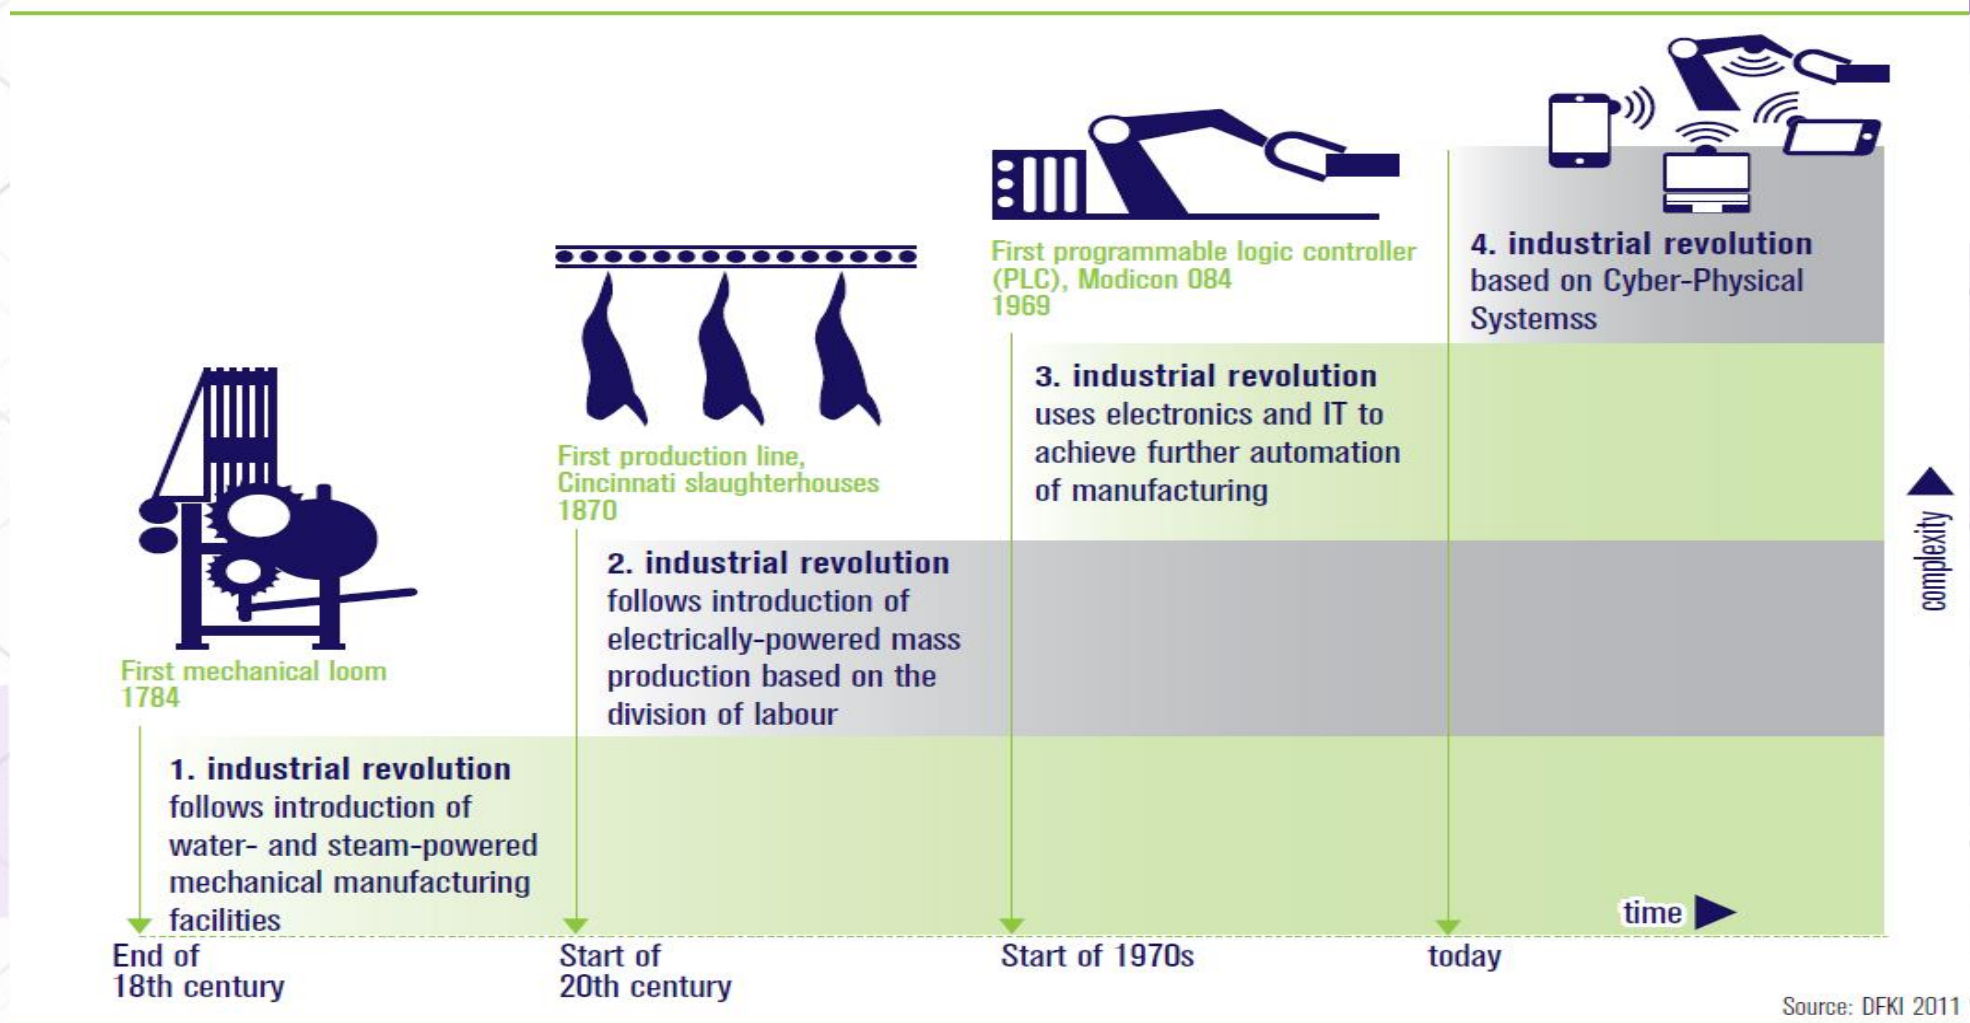 First mechanical loom
1784
1. industrial revolution
follows introduction of
water- and steam-powered
mechanical manufacturing
facilities
End of
18th century
First production line,
Cincinnati slaughterhouses
1870
2. industrial revolution
follows introduction of
electrically-powered mass
production based on the
division of labour
Start of
20th century
First programmable logic controller
(PLC), Modicon 084
1969
3. industrial revolution
uses electronics and IT to
achieve further automation
of manufacturing
Start of 1970s
4. industrial revolution
based on Cyber-Physical
Systemss
today
time
complexity
Source: DFKI 2011